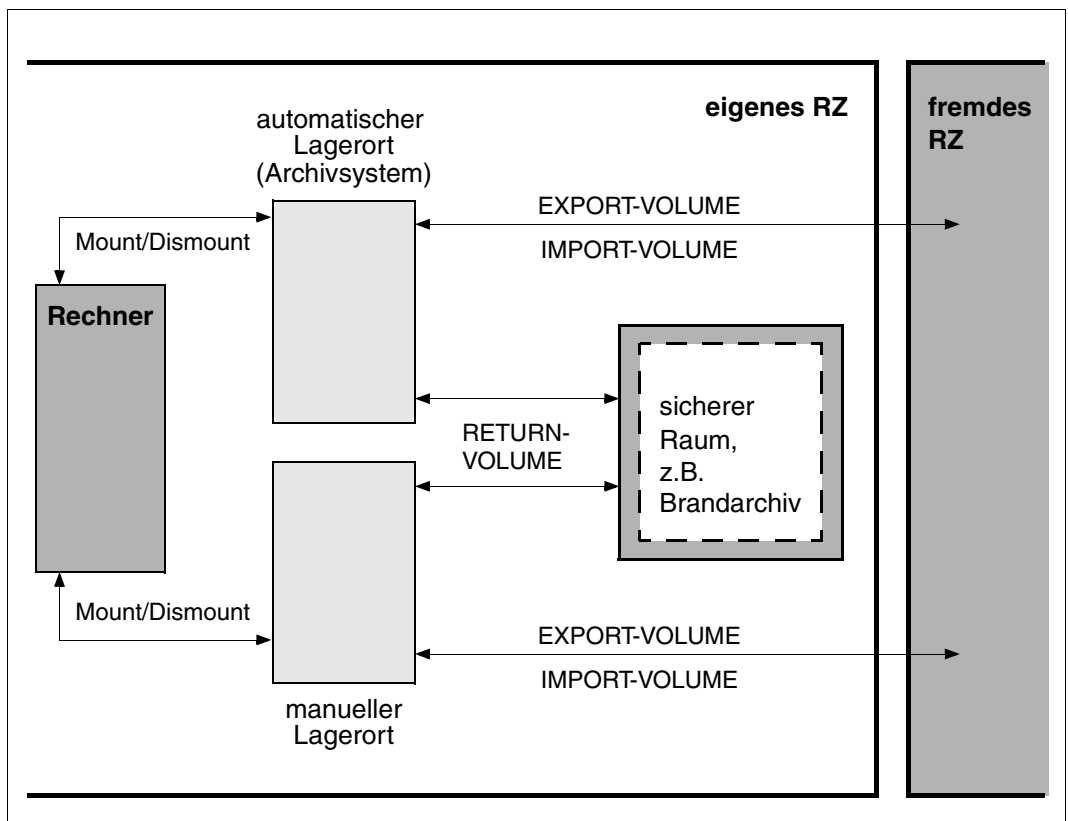 eigenes RZ
fremdes
RZ
automatischer
Lagerort
(Archivsystem)
EXPORT-VOLUME
IMPORT-VOLUME
Mount/Dismount
Rechner
sicherer
Raum,
z.B.
Brandarchiv
RETURN-
VOLUME
Mount/Dismount
EXPORT-VOLUME
IMPORT-VOLUME
manueller
Lagerort